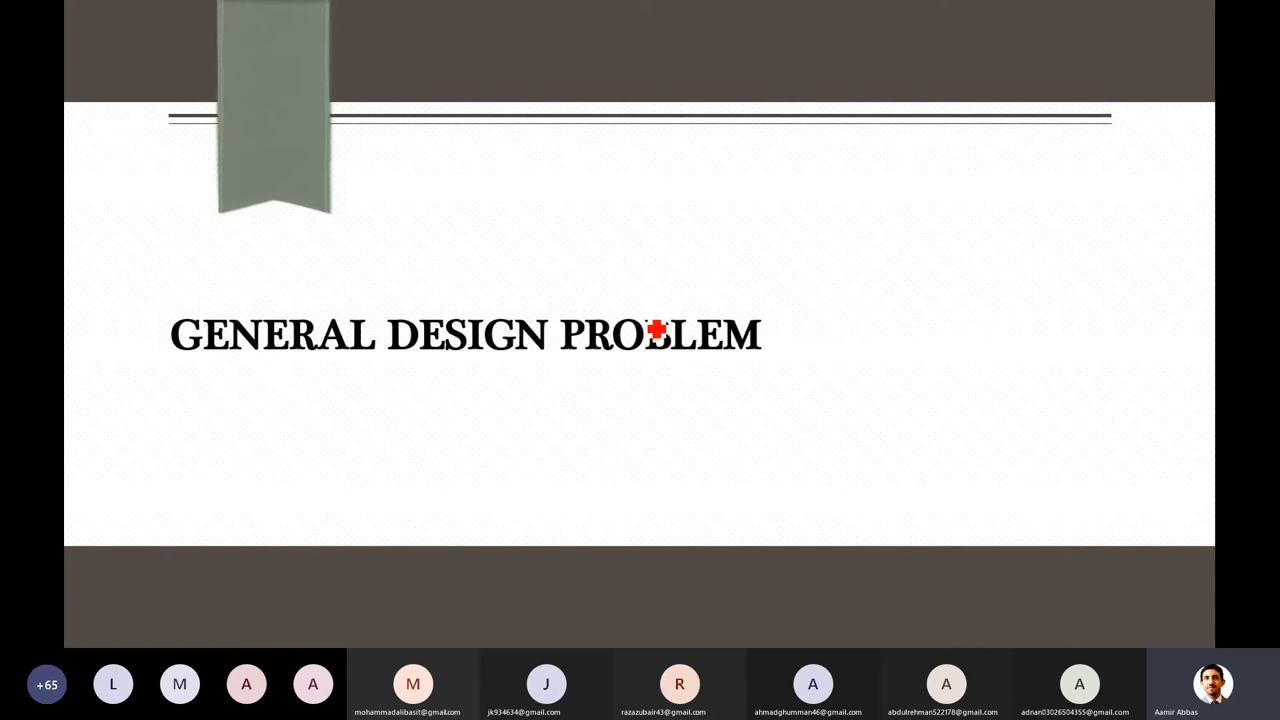 GENERAL DESIGN PROBLEM
+65
L
M
A
A
M
J
R
A
A
A
mohammadalibasit@gmail.com
jk934634@gmail.com
razazubair43@gmail.com
ahmadghumman46@gmail.com
abdulrehman522178@gmail.com
adnan03026504355@gmail.com
Aamir Abbas